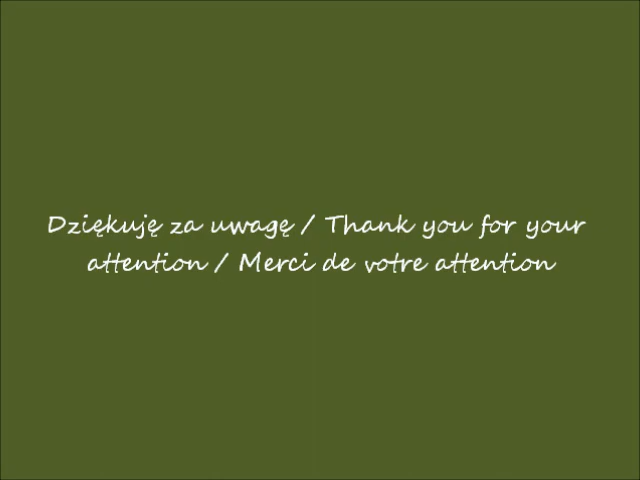 Dziękuję za uwagę / Thank you for your
attention / Merci de votre attention